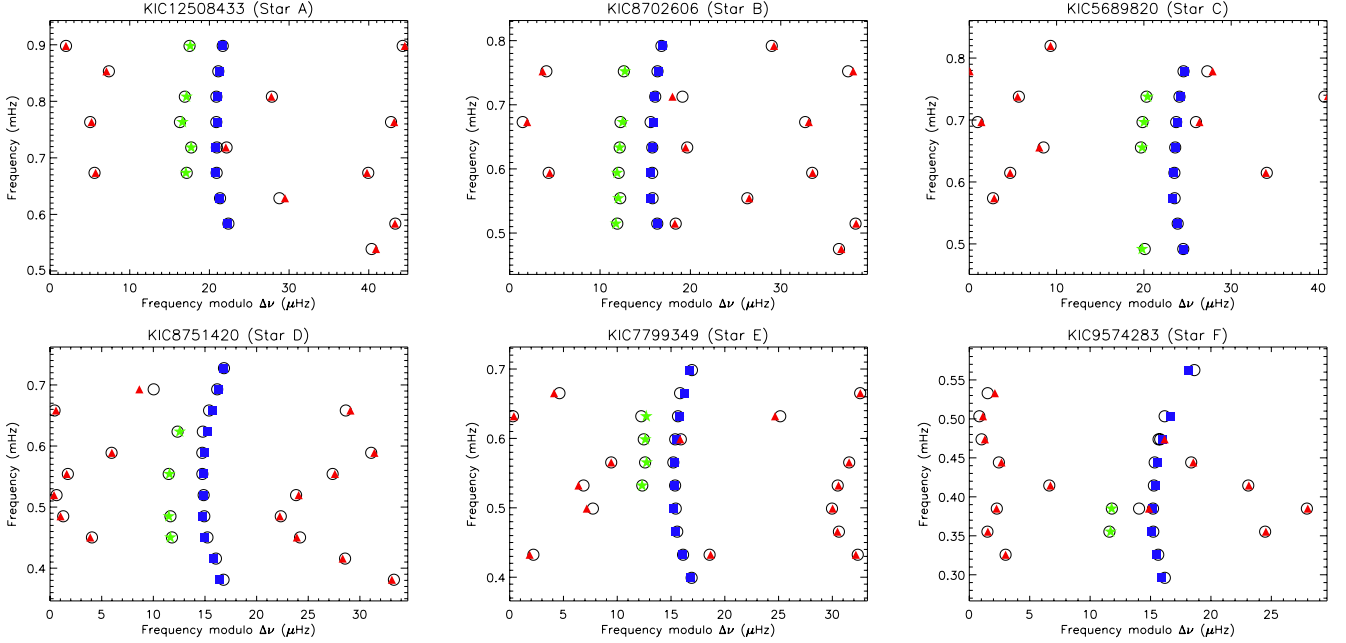 KIC12508433 (Star A)
KIC8702606 (Star B)
KIC5689820 (Star C)
Frequency (mHz)
0.9
0.8
0.7
0.6
0.5
0 10 20 30 40
Frequency modulo Δν (μHz)
Frequency (mHz)
0.8
0.7
0.6
0.5
0 10 20 30
Frequency modulo Δν (μHz)
Frequency (mHz)
0.8
0.7
0.6
0.5
0 10 20 30 40
Frequency modulo Δν (μHz)
KIC8751420 (Star D)
KIC7799349 (Star E)
KIC9574283 (Star F)
Frequency (mHz)
0.7
0.6
0.5
0.4
0 5 10 15 20 25 30
Frequency modulo Δν (μHz)
Frequency (mHz)
0.7
0.6
0.5
0.4
0 5 10 15 20 25 30
Frequency modulo Δν (μHz)
Frequency (mHz)
0.55
0.50
0.45
0.40
0.35
0.30
0 5 10 15 20 25
Frequency modulo Δν (μHz)